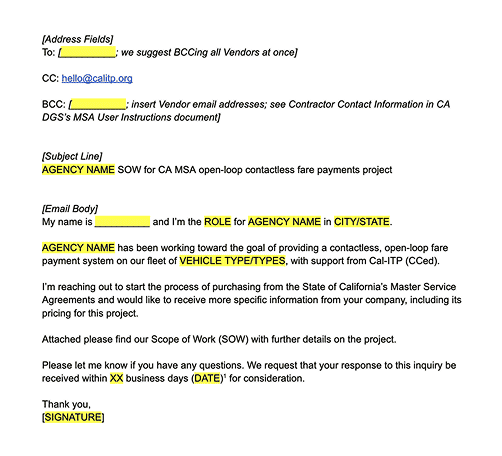 [Address Fields]
To: [__________; we suggest BCCing all Vendors at once]
CC: hello@calitp.org
BCC: [__________; insert Vendor email addresses; see Contractor Contact Information in CA
DGS's MSA User Instructions document]
[Subject Line]
AGENCY NAME SOW for CA MSA open-loop contactless fare payments project
[Email Body]
My name is __________ and I'm the ROLE for AGENCY NAME in CITY/STATE.
AGENCY NAME has been working toward the goal of providing a contactless, open-loop fare
payment system on our fleet of VEHICLE TYPE/TYPES, with support from Cal-ITP (CCed).
I'm reaching out to start the process of purchasing from the State of California's Master Service
Agreements and would like to receive more specific information from your company, including its
pricing for this project.
Attached please find our Scope of Work (SOW) with further details on the project.
Please let me know if you have any questions. We request that your response to this inquiry be
received within XX business days (DATE)¹ for consideration.
Thank you,
[SIGNATURE]